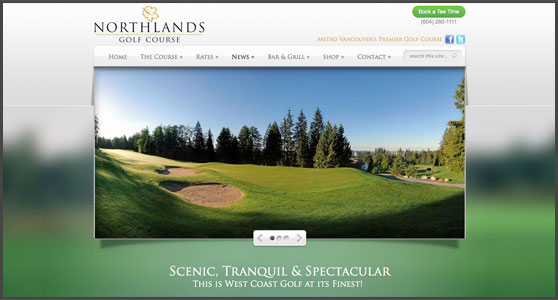 NORTHLANDS
GOLF COURSE
Book a Tee Time
(604) 280-1111
METRO VANCOUVER'S PREMIER GOLF COURSE
HOME THE COURSE » RATES » NEWS » BAR & GRILL » SHOP » CONTACT » search this site...
SCENIC, TRANQUIL & SPECTACULAR
THIS IS WEST COAST GOLF AT ITS FINEST!